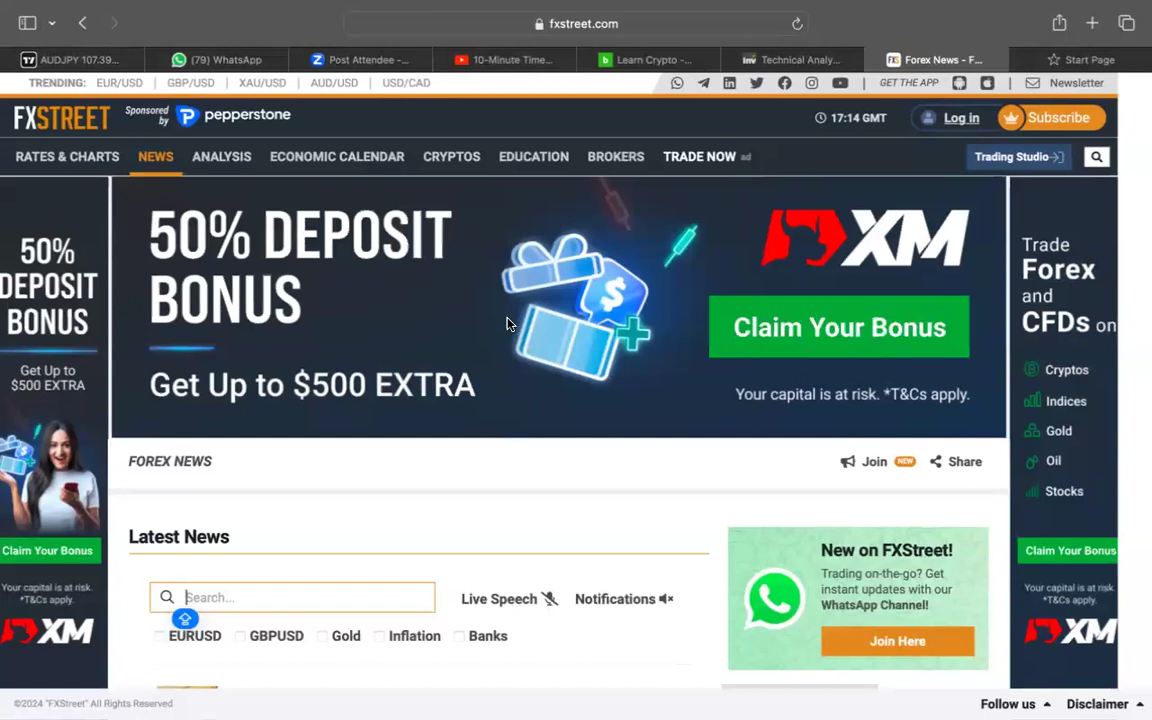 fxstreet.com
AUDJPY 107.39...
(79) WhatsApp
Post Attendee -...
10-Minute Time...
Learn Crypto -...
Technical Analy...
Forex News - F...
Start Page
TRENDING: EUR/USD | GBP/USD | XAU/USD | AUD/USD | USD/CAD
GET THE APP
Newsletter
FXSTREET
Sponsored by pepperstone
17:14 GMT
Log in
Subscribe
RATES & CHARTS NEWS ANALYSIS ECONOMIC CALENDAR CRYPTOS EDUCATION BROKERS TRADE NOW ad
Trading Studio
50%
DEPOSIT
BONUS
Get Up to
$500 EXTRA
Claim Your Bonus
Your capital is at risk.
*T&Cs apply.
XM
50% DEPOSIT
BONUS
Get Up to $500 EXTRA
XM
Claim Your Bonus
Your capital is at risk. *T&Cs apply.
Trade
Forex
and
CFDs on
Cryptos
Indices
Gold
Oil
Stocks
Claim Your Bonus
Your capital is at risk.
*T&Cs apply.
XM
FOREX NEWS
Join NEW
Share
Latest News
Search...
Live Speech
Notifications
EURUSD GBPUSD Gold Inflation Banks
New on FXStreet!
Trading on-the-go? Get
instant updates with our
WhatsApp Channel!
Join Here
©2024 "FXStreet" All Rights Reserved
Follow us
Disclaimer